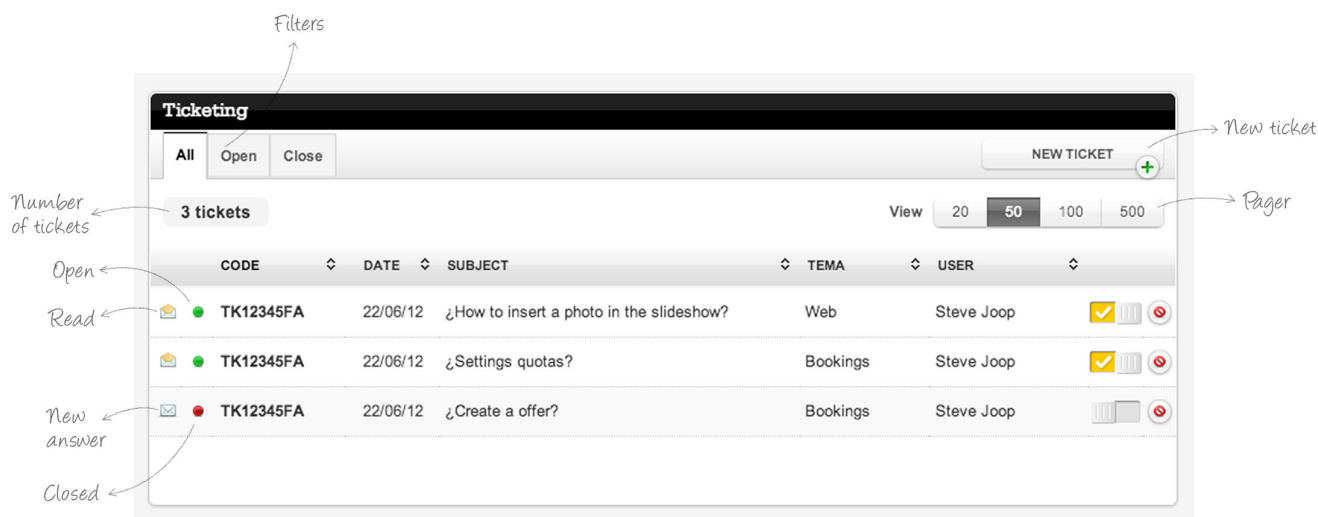 Filters
Ticketing
New ticket
All Open Close NEW TICKET
Number
of tickets
3 tickets View 20 50 100 500
Pager
CODE DATE SUBJECT TEMA USER
Open
TK12345FA 22/06/12 ¿How to insert a photo in the slideshow? Web Steve Joop
Read
TK12345FA 22/06/12 ¿Settings quotas? Bookings Steve Joop
TK12345FA 22/06/12 ¿Create a offer? Bookings Steve Joop
New
answer
Closed